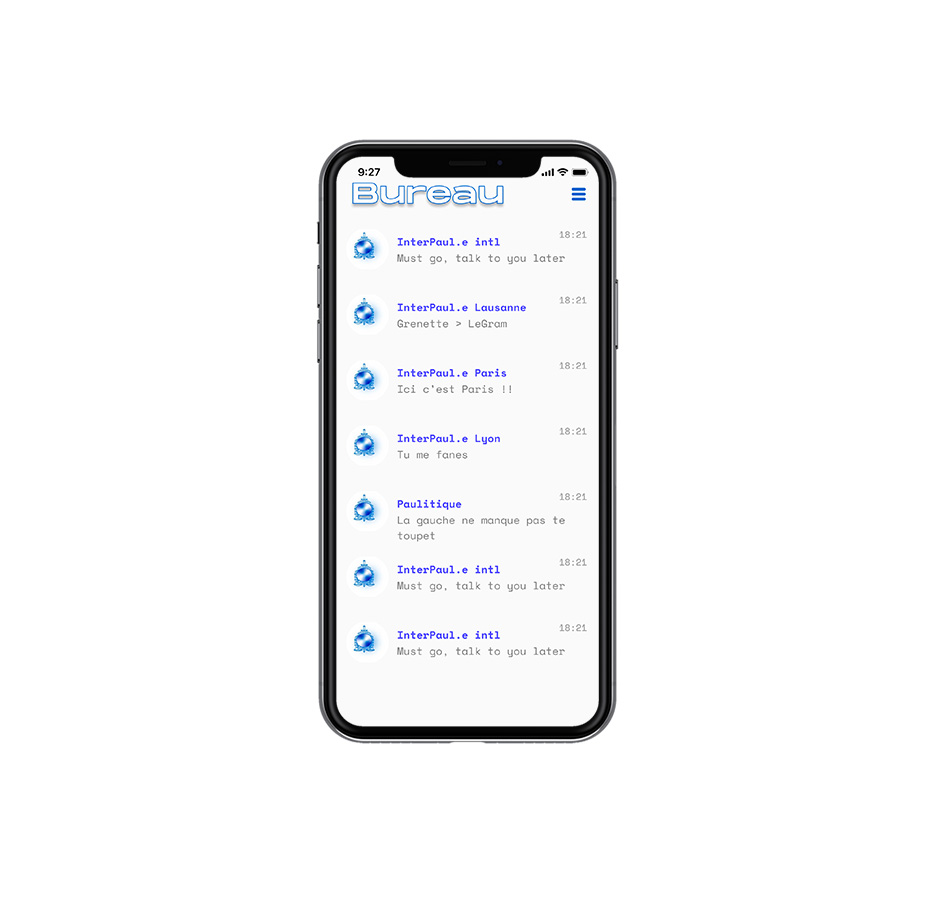 9:27
Bureau
InterPaul.e intl 18:21
Must go, talk to you later
InterPaul.e Lausanne 18:21
Grenette > LeGram
InterPaul.e Paris 18:21
Ici c'est Paris !!
InterPaul.e Lyon 18:21
Tu me fanes
Paulitique 18:21
La gauche ne manque pas te
toupet
InterPaul.e intl 18:21
Must go, talk to you later
InterPaul.e intl 18:21
Must go, talk to you later